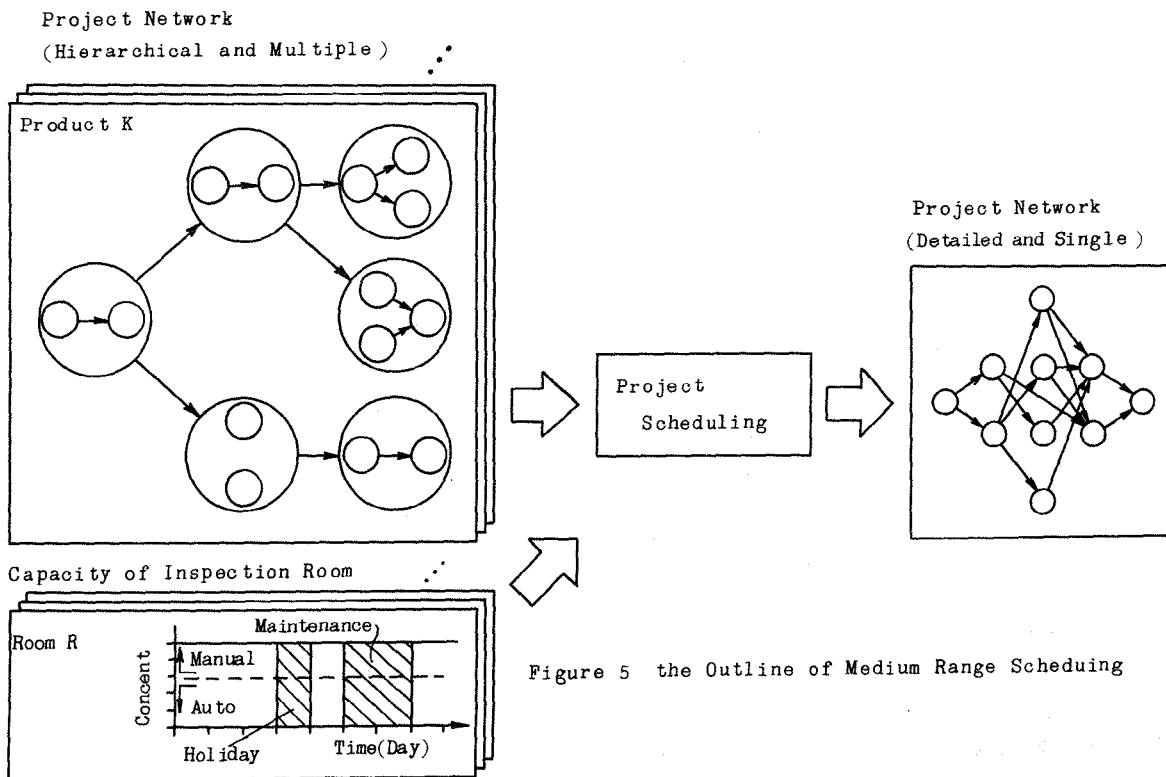 Project Network
(Hierarchical and Multiple)
Product K
Project Network
(Detailed and Single)
Project
Scheduling
Capacity of Inspection Room
Room R
Maintenance
Manual
Concent
Auto
Holiday
Time(Day)
Figure 5 the Outline of Medium Range Scheduing